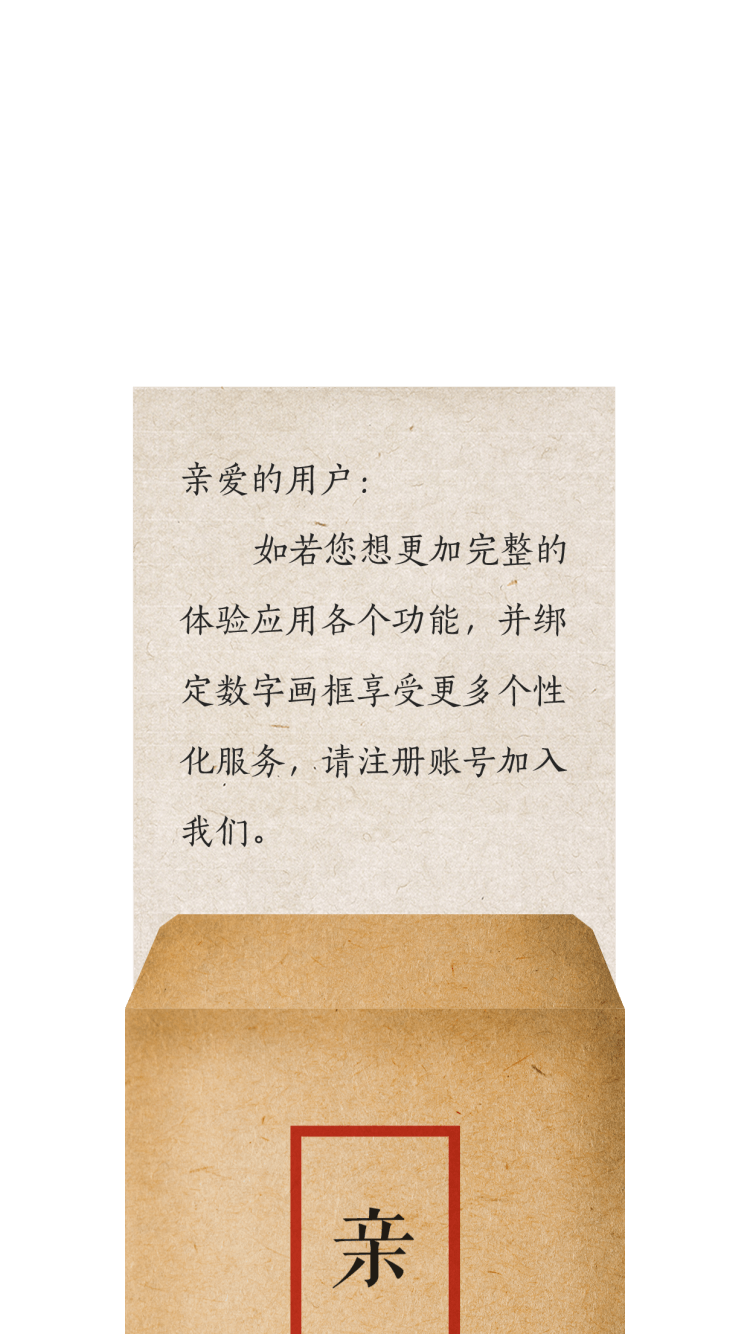 亲爱的用户：
如若您想更加完整的
体验应用各个功能，并绑
定数字画框享受更多个性
化服务，请注册账号加入
我们。
亲